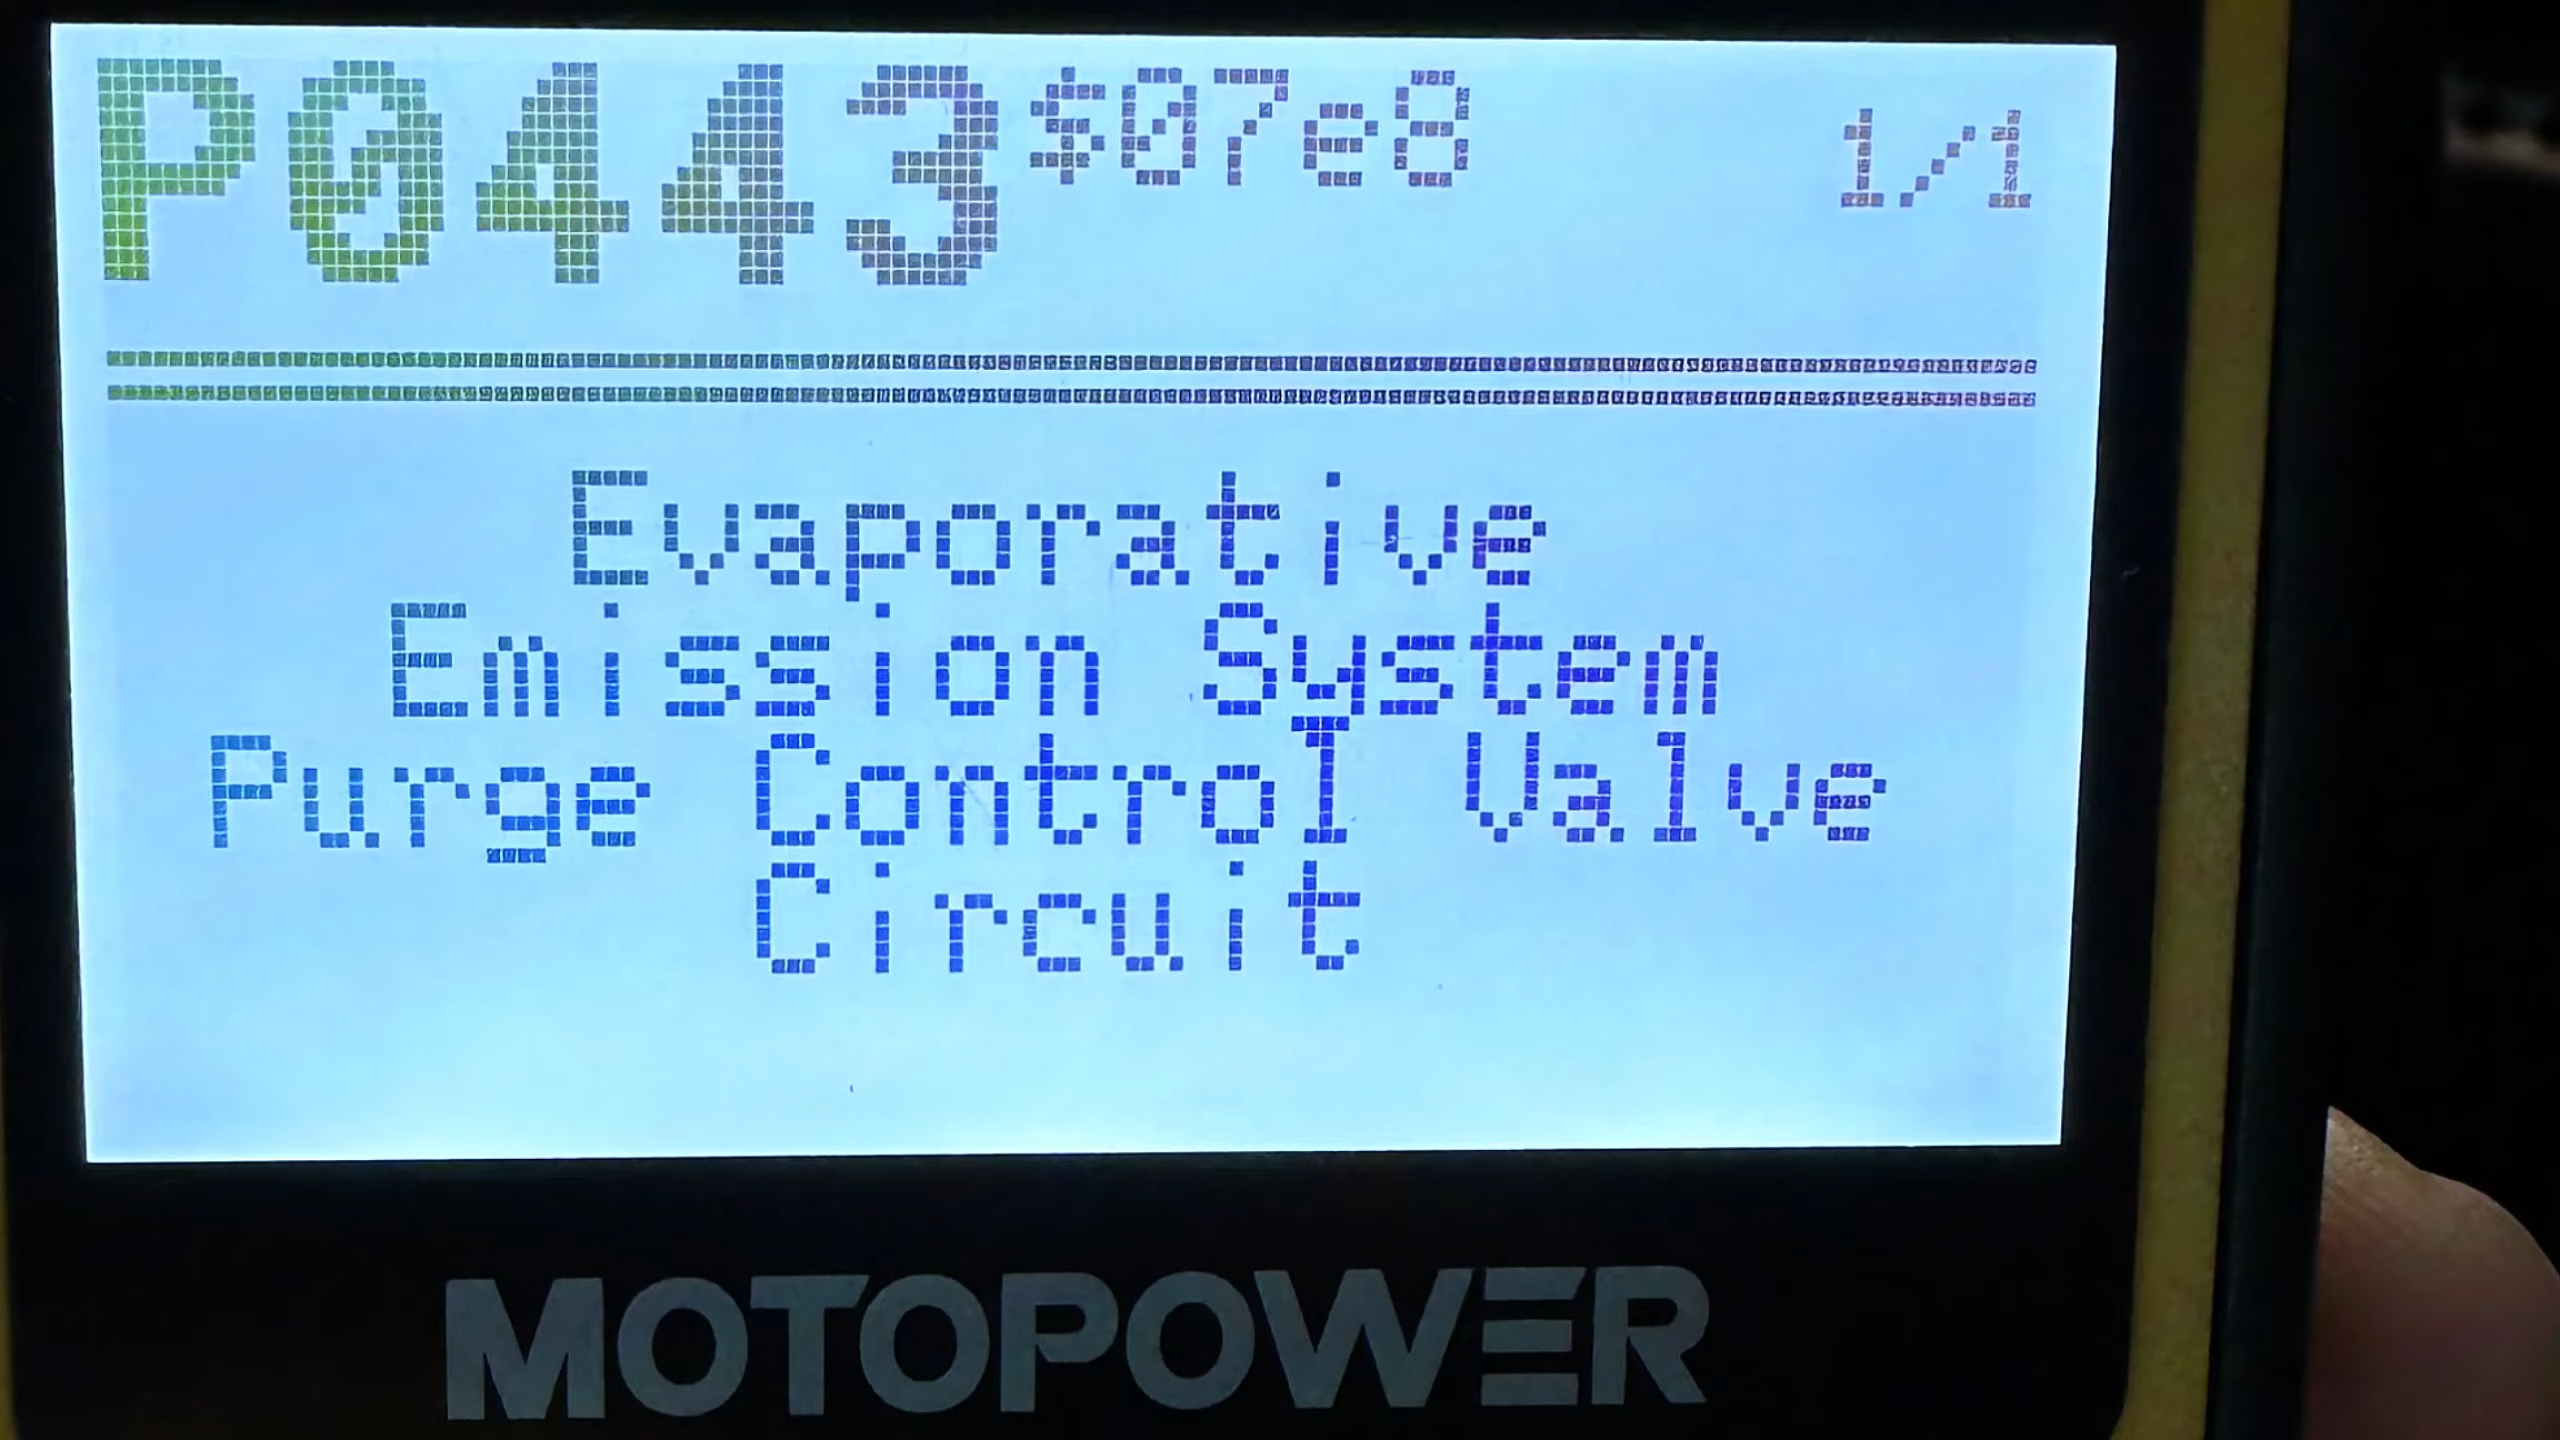 P0443 $07e8 1/1
Evaporative
Emission System
Purge Control Valve
Circuit
MOTOPOWER